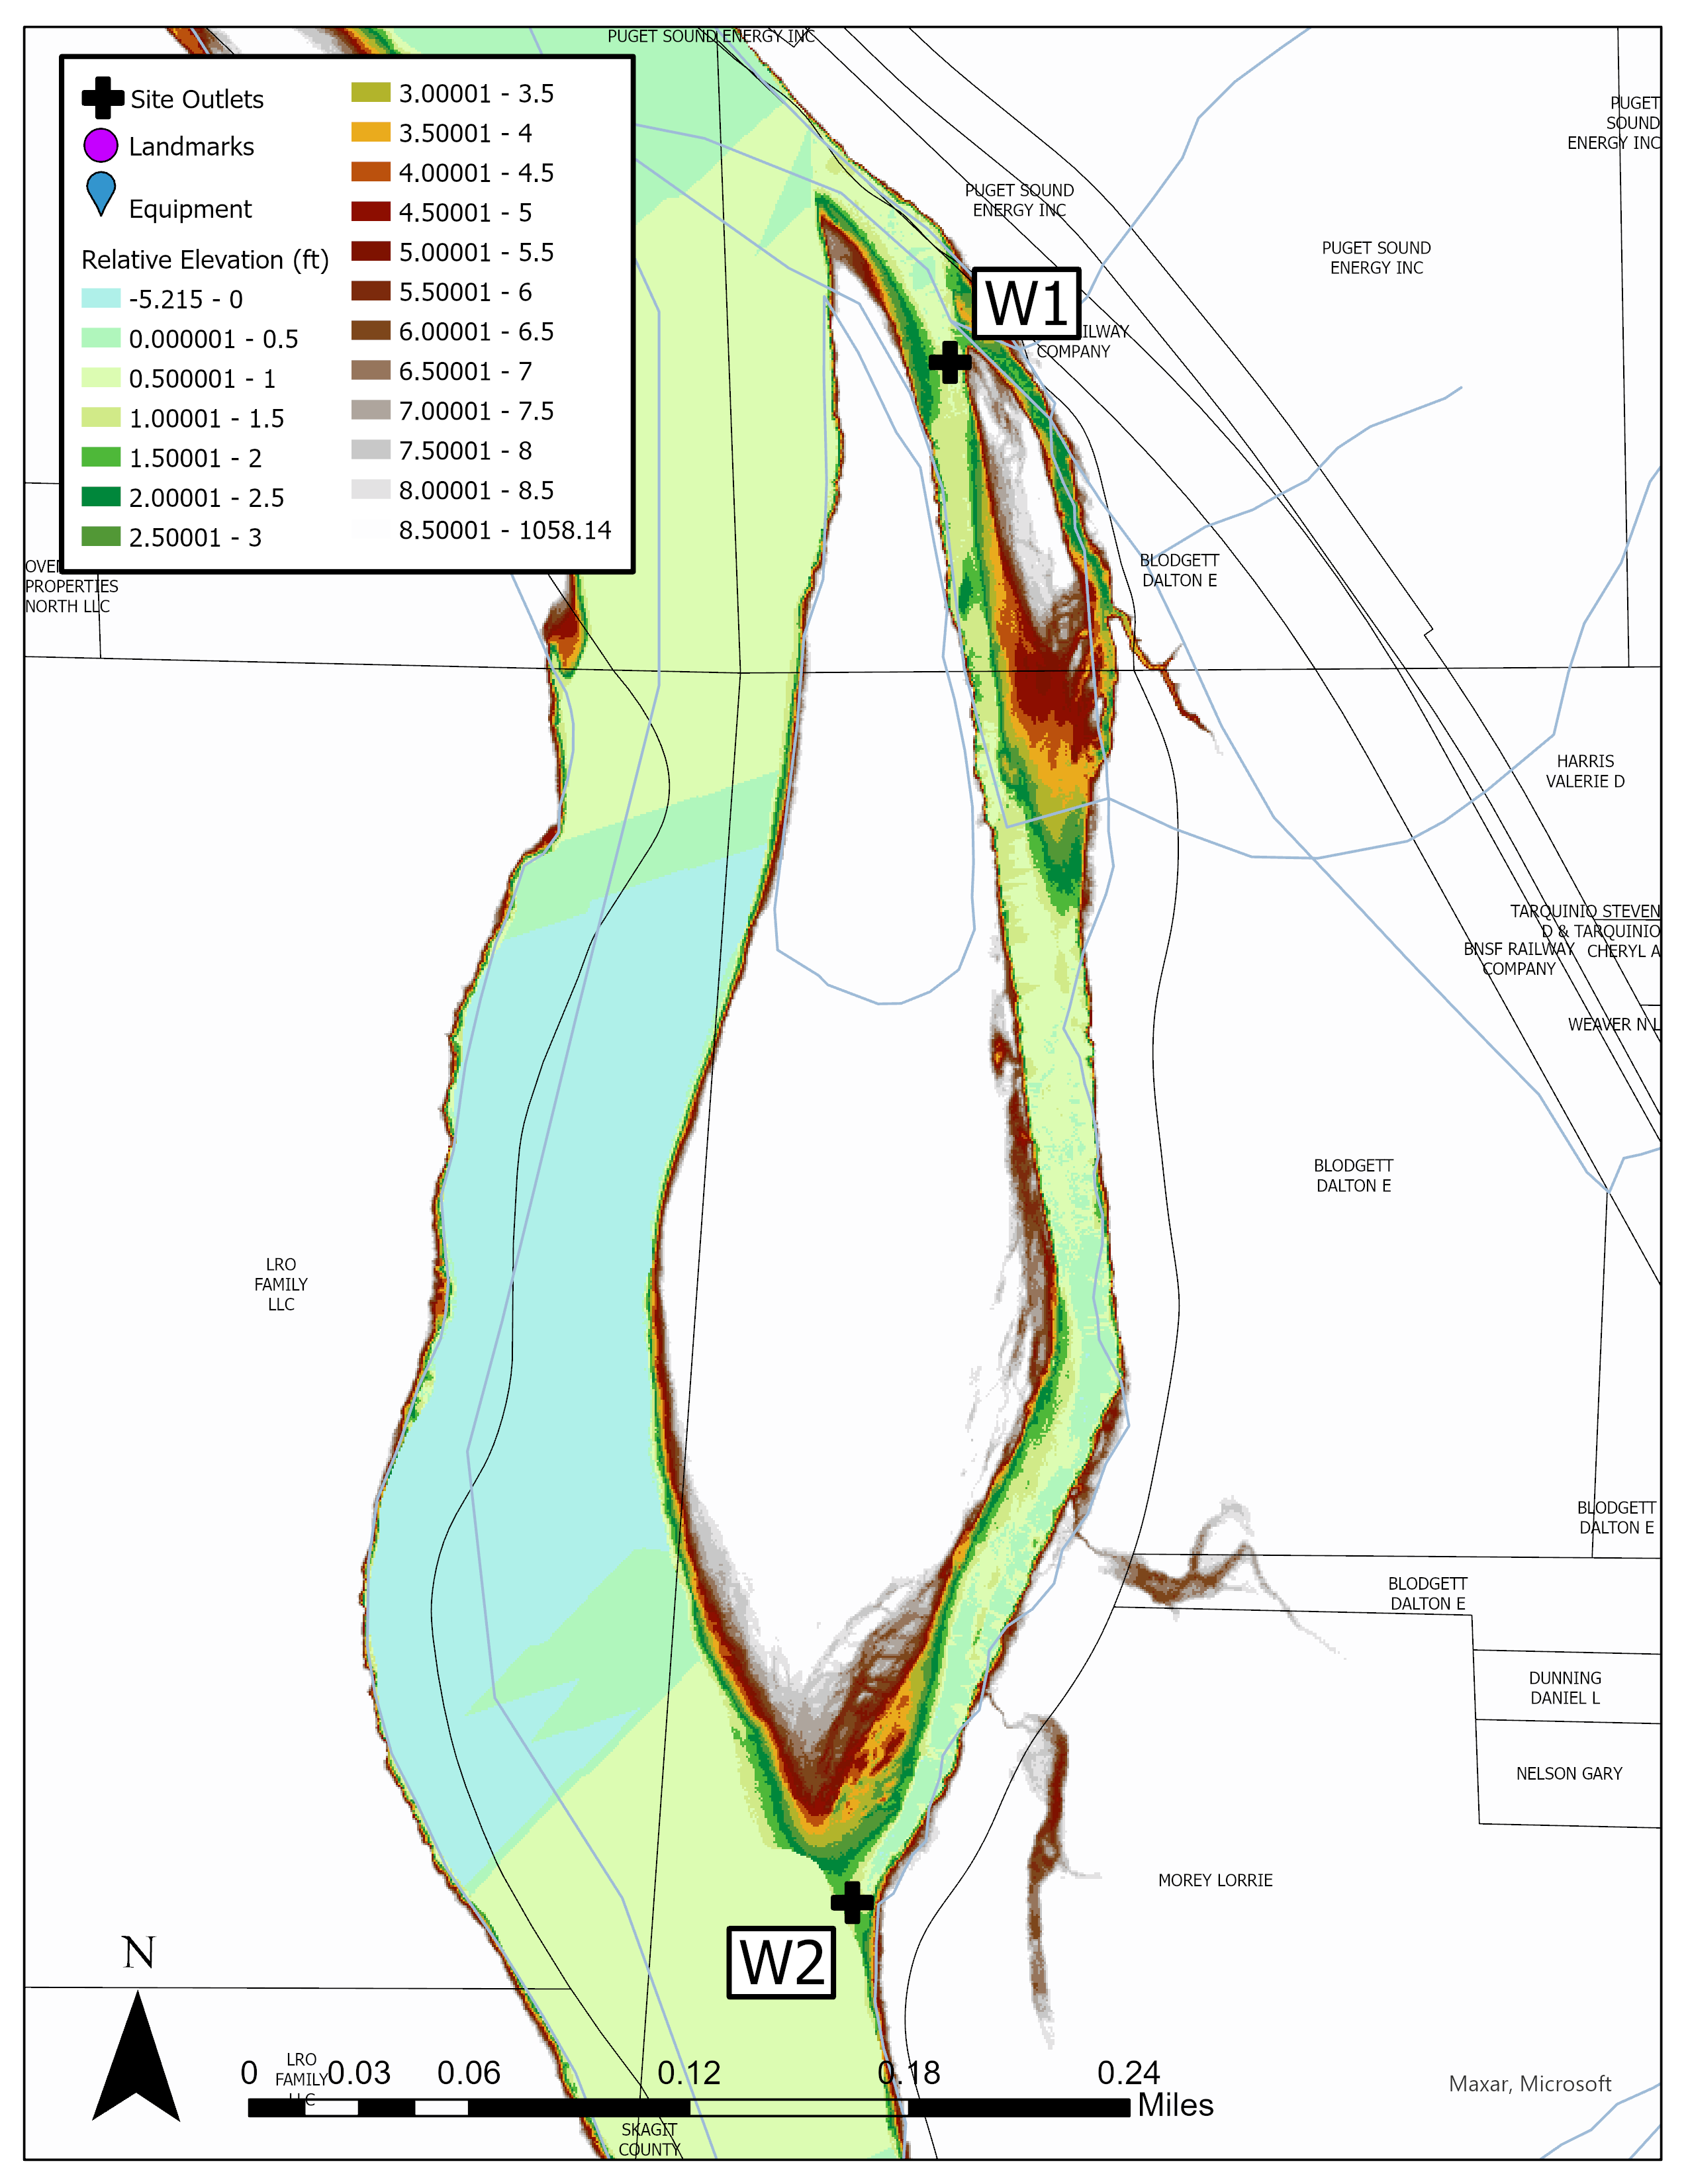 PUGET SOUND ENERGY INC
Site Outlets
Landmarks
Equipment
Relative Elevation (ft)
-5.215 - 0
0.000001 - 0.5
0.500001 - 1
1.00001 - 1.5
1.50001 - 2
2.00001 - 2.5
2.50001 - 3
3.00001 - 3.5
3.50001 - 4
4.00001 - 4.5
4.50001 - 5
5.00001 - 5.5
5.50001 - 6
6.00001 - 6.5
6.50001 - 7
7.00001 - 7.5
7.50001 - 8
8.00001 - 8.5
8.50001 - 1058.14
PUGET
SOUND
ENERGY INC
PUGET SOUND
ENERGY INC
PUGET SOUND
ENERGY INC
W1
ILWAY
COMPANY
OVEN
PROPERTIES
NORTH LLC
BLODGETT
DALTON E
HARRIS
VALERIE D
TARQUINIO STEVEN
D & TARQUINIO
CHERYL A
BNSF RAILWAY
COMPANY
WEAVER N L
BLODGETT
DALTON E
LRO
FAMILY
LLC
BLODGETT
DALTON E
BLODGETT
DALTON E
DUNNING
DANIEL L
NELSON GARY
MOREY LORRIE
W2
N
LRO
FAMILY
LLC
0 0.03 0.06 0.12 0.18 0.24
Miles
SKAGIT
COUNTY
Maxar, Microsoft